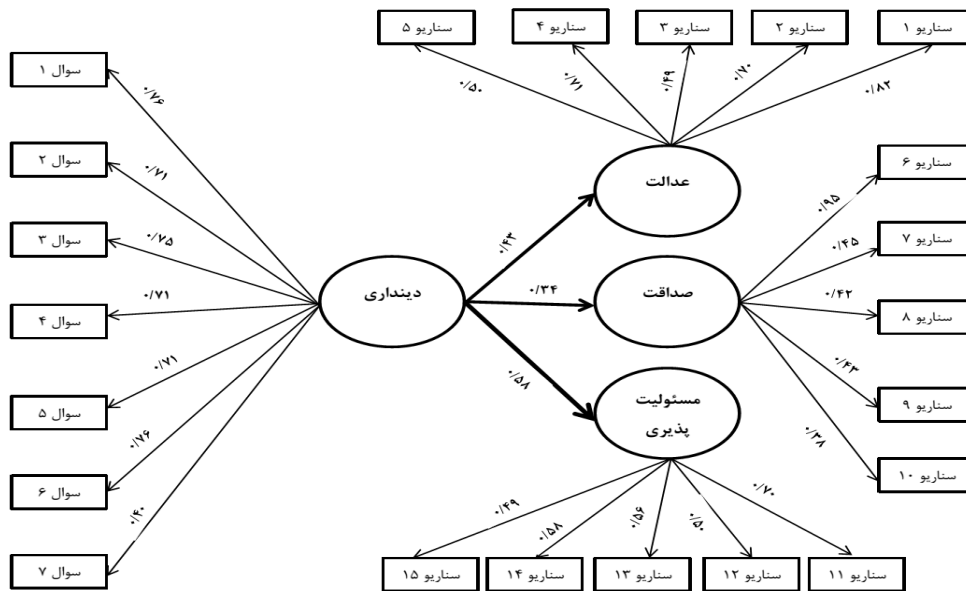 سناریو ۱
سناریو ۲
سناریو ۳
سناریو ۴
سناریو ۵
۰/۸۲
۰/۷۰
۰/۴۹
۰/۷۱
۰/۵۰
عدالت
سناریو ۶
سناریو ۷
سناریو ۸
سناریو ۹
سناریو ۱۰
۰/۹۵
۰/۴۵
۰/۴۲
۰/۴۳
۰/۳۸
صداقت
مسئولیت
پذیری
۰/۷۰
۰/۵۰
۰/۵۶
۰/۵۸
۰/۴۹
سناریو ۱۱
سناریو ۱۲
سناریو ۱۳
سناریو ۱۴
سناریو ۱۵
۰/۴۳
۰/۳۴
۰/۵۸
دینداری
۰/۷۶
۰/۷۱
۰/۷۵
۰/۷۱
۰/۷۱
۰/۷۶
۰/۴۰
سوال ۱
سوال ۲
سوال ۳
سوال ۴
سوال ۵
سوال ۶
سوال ۷